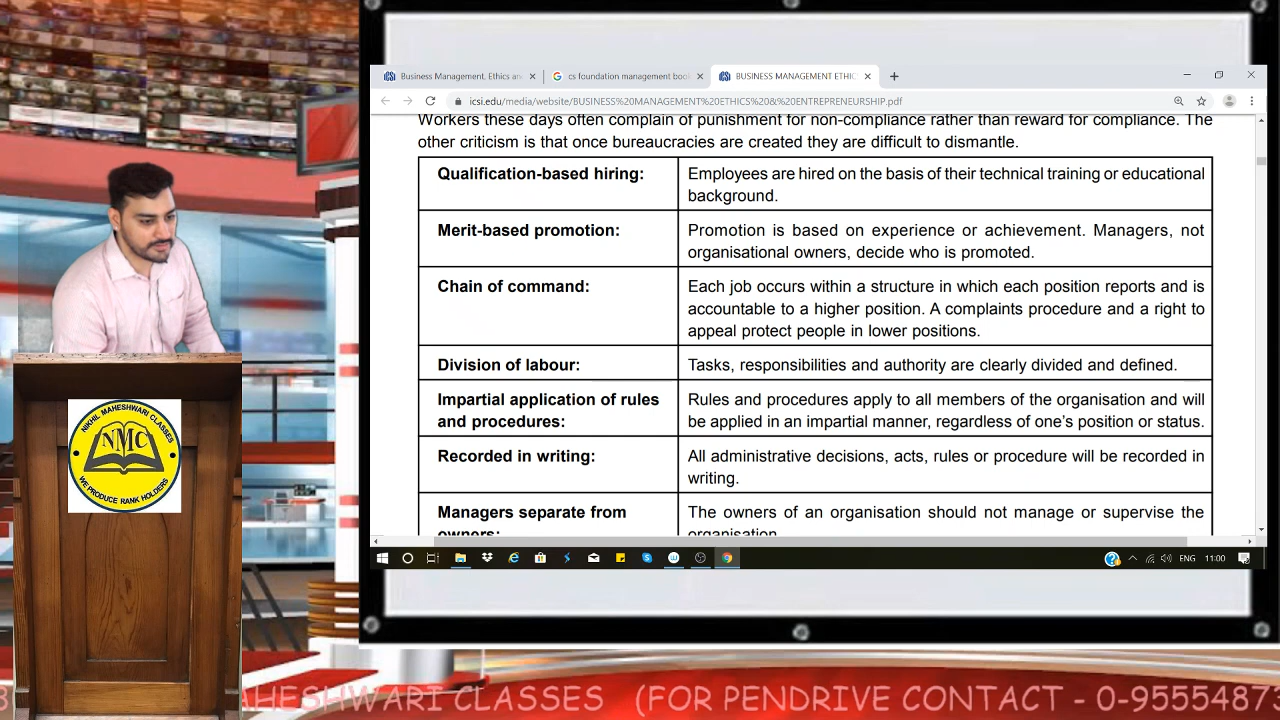 Business Management. Ethics an
cs foundation management book
BUSINESS MANAGEMENT ETHIC
icsi.edu/media/website/BUSINESS%20MANAGEMENT%20ETHICS%20&%20ENTREPRENEURSHIP.pdf
Workers these days often complain of punishment for non-compliance rather than reward for compliance. The
other criticism is that once bureaucracies are created they are difficult to dismantle.
Qualification-based hiring:
Employees are hired on the basis of their technical training or educational
background.
Merit-based promotion:
Promotion is based on experience or achievement. Managers, not
organisational owners, decide who is promoted.
Chain of command:
Each job occurs within a structure in which each position reports and is
accountable to a higher position. A complaints procedure and a right to
appeal protect people in lower positions.
Division of labour:
Tasks, responsibilities and authority are clearly divided and defined.
Impartial application of rules
and procedures:
Rules and procedures apply to all members of the organisation and will
be applied in an impartial manner, regardless of one's position or status.
Recorded in writing:
All administrative decisions, acts, rules or procedure will be recorded in
writing.
Managers separate from
owners:
The owners of an organisation should not manage or supervise the
organisation
ENG
11:00
NIKHIL MAHESHWARI CLASSES
NMC
WE PRODUCE RANK HOLDERS
AHESHWARI CLASSES (FOR PENDRIVE CONTACT - 0-95554873